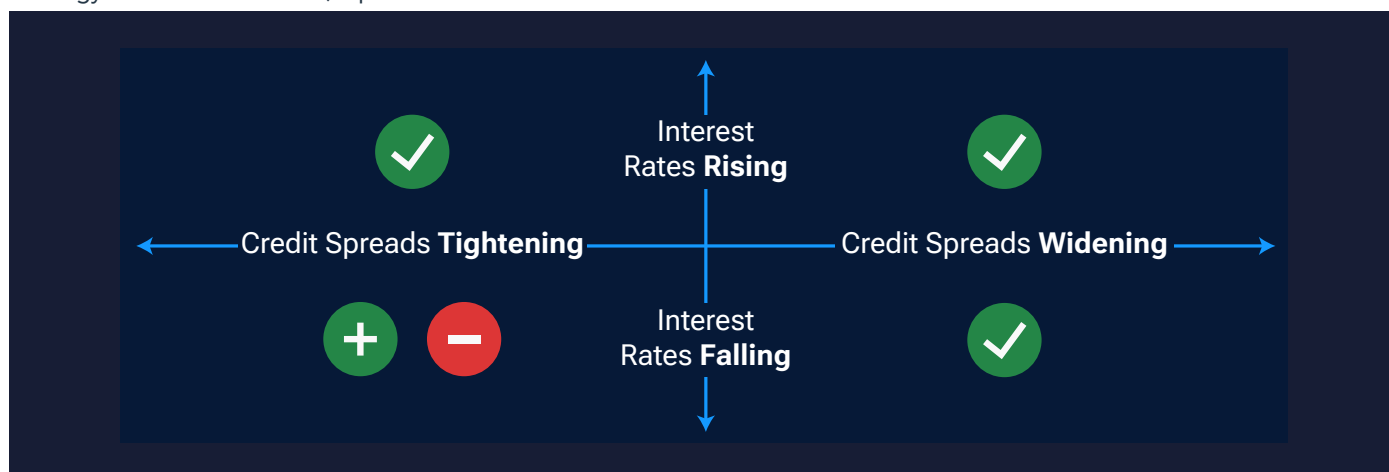 Interest
Rates Rising
Credit Spreads Tightening
Credit Spreads Widening
Interest
Rates Falling